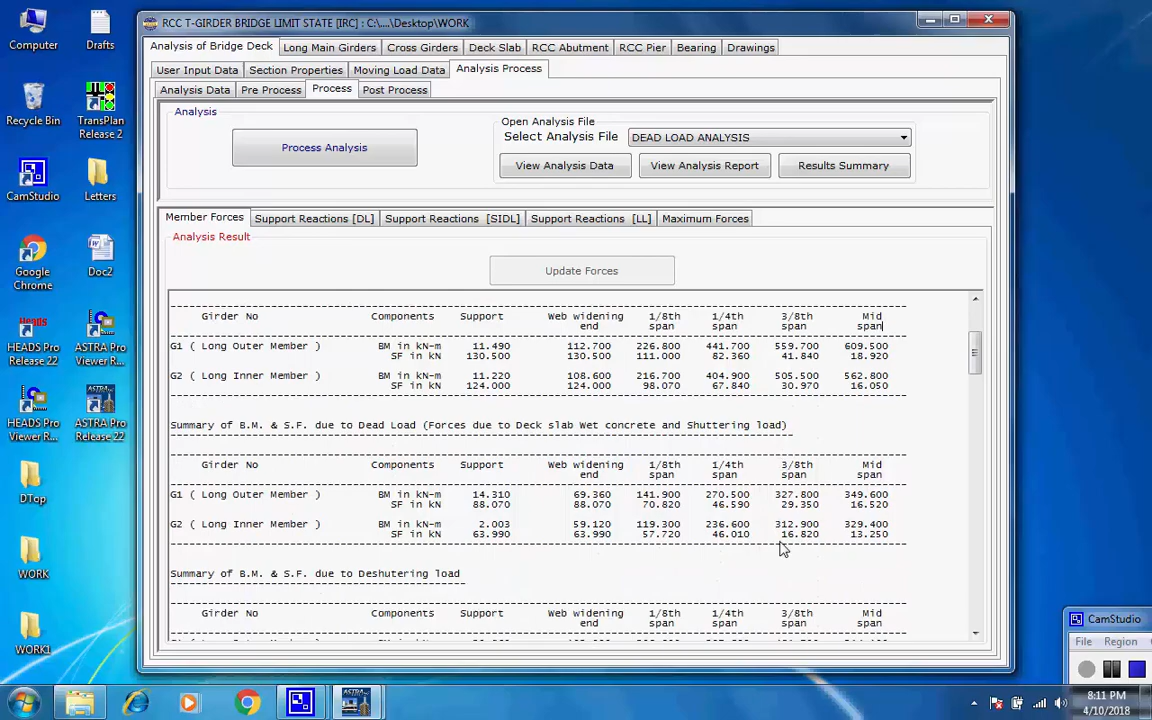 RCC T-GIRDER BRIDGE LIMIT STATE [IRC] : C:\....\Desktop\WORK
Analysis of Bridge Deck Long Main Girders Cross Girders Deck Slab RCC Abutment RCC Pier Bearing Drawings
User Input Data Section Properties Moving Load Data Analysis Process
Analysis Data Pre Process Process Post Process
Analysis
Process Analysis
Open Analysis File
Select Analysis File DEAD LOAD ANALYSIS
View Analysis Data View Analysis Report Results Summary
Member Forces Support Reactions [DL] Support Reactions [SIDL] Support Reactions [LL] Maximum Forces
Analysis Result
Update Forces
Girder No Components Support Web widening 1/8th 1/4th 3/8th Mid
end span span span span
G1 ( Long Outer Member ) BM in kN-m 11.490 112.700 226.800 441.700 559.700 609.500
SF in kN 130.500 130.500 111.000 82.360 41.840 18.920
G2 ( Long Inner Member ) BM in kN-m 11.220 108.600 216.700 404.900 505.500 562.800
SF in kN 124.000 124.000 98.070 67.840 30.970 16.050
Summary of B.M. & S.F. due to Dead Load (Forces due to Deck slab Wet concrete and Shuttering load)
Girder No Components Support Web widening 1/8th 1/4th 3/8th Mid
end span span span span
G1 ( Long Outer Member ) BM in kN-m 14.310 69.360 141.900 270.500 327.800 349.600
SF in kN 88.070 88.070 70.820 46.590 29.350 16.520
G2 ( Long Inner Member ) BM in kN-m 2.003 59.120 119.300 236.600 312.900 329.400
SF in kN 63.990 63.990 57.720 46.010 16.820 13.250
Summary of B.M. & S.F. due to Deshutering load
Girder No Components Support Web widening 1/8th 1/4th 3/8th Mid
end span span span span
Computer
Drafts
Recycle Bin
TransPlan
Release 2
CamStudio
Letters
Google
Chrome
Doc2
Heads
HEADS Pro
Release 22
ASTRA Pro
Viewer R...
HEADS Pro
Viewer R...
ASTRA
ASTRA Pro
Release 22
DTop
WORK
WORK1
CamStudio
File Region
ASTRA
8:11 PM
4/10/2018